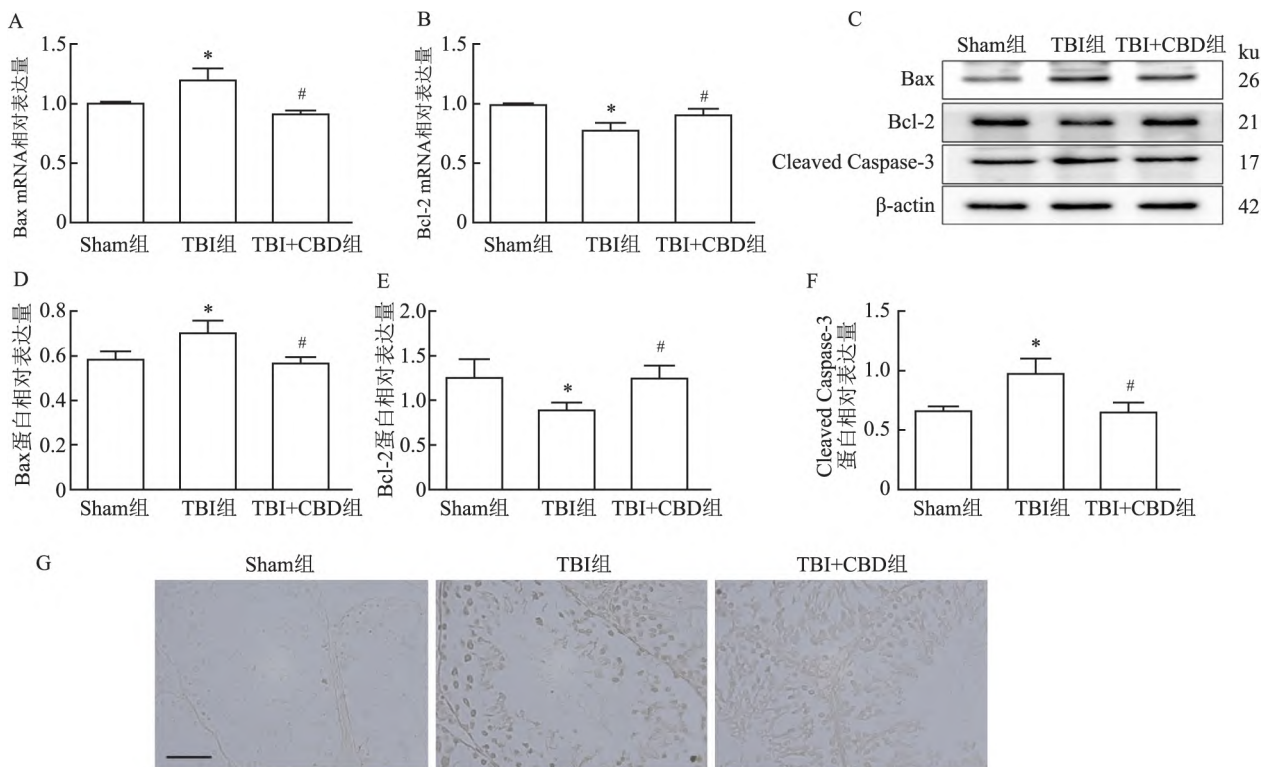 A
Bax mRNA相对表达量
1.5
1.0
0.5
0
*
#
Sham组
TBI组
TBI+CBD组
B
Bcl-2 mRNA相对表达量
1.5
1.0
0.5
0
*
#
Sham组
TBI组
TBI+CBD组
C
Sham组
TBI组
TBI+CBD组
ku
Bax
26
Bcl-2
21
Cleaved Caspase-3
17
β-actin
42
D
Bax蛋白相对表达量
0.8
0.6
0.4
0.2
0
*
#
Sham组
TBI组
TBI+CBD组
E
Bcl-2蛋白相对表达量
2.0
1.5
1.0
0.5
0
*
#
Sham组
TBI组
TBI+CBD组
F
Cleaved Caspase-3
蛋白相对表达量
1.5
1.0
0.5
0
*
#
Sham组
TBI组
TBI+CBD组
G
Sham组
TBI组
TBI+CBD组